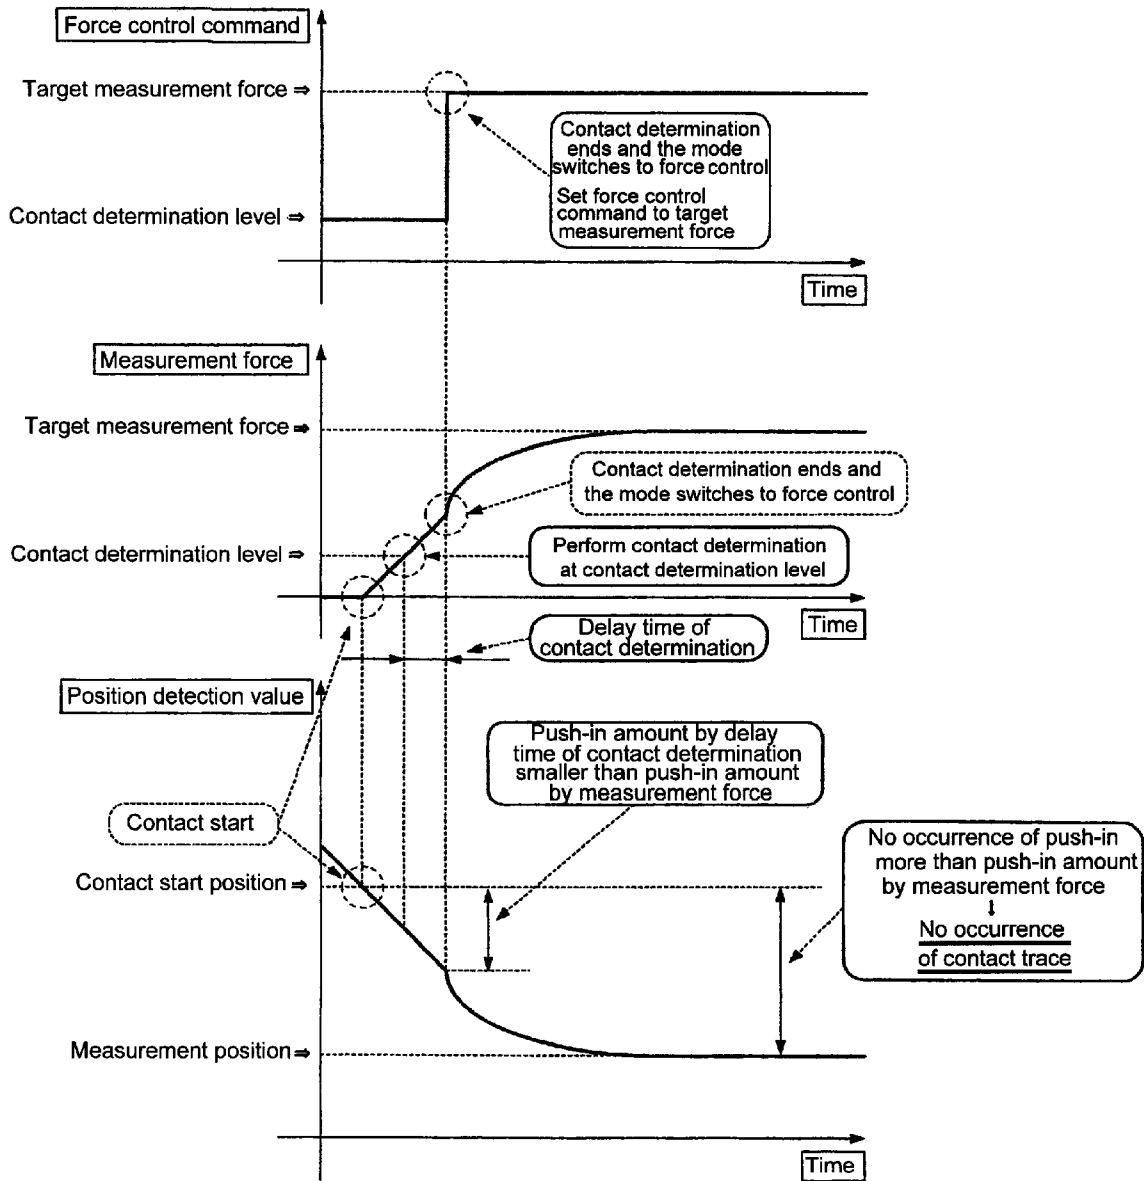 Force control command
Target measurement force ⇒
Contact determination
ends and the mode
switches to force control
Set force control
command to target
measurement force
Contact determination level ⇒
Time
Measurement force
Target measurement force ⇒
Contact determination ends and
the mode switches to force control
Contact determination level ⇒
Perform contact determination
at contact determination level
Time
Delay time of
contact determination
Position detection value
Push-in amount by delay
time of contact determination
smaller than push-in amount
by measurement force
Contact start
No occurrence of push-in
more than push-in amount
by measurement force
↓
No occurrence
of contact trace
Contact start position ⇒
Measurement position ⇒
Time